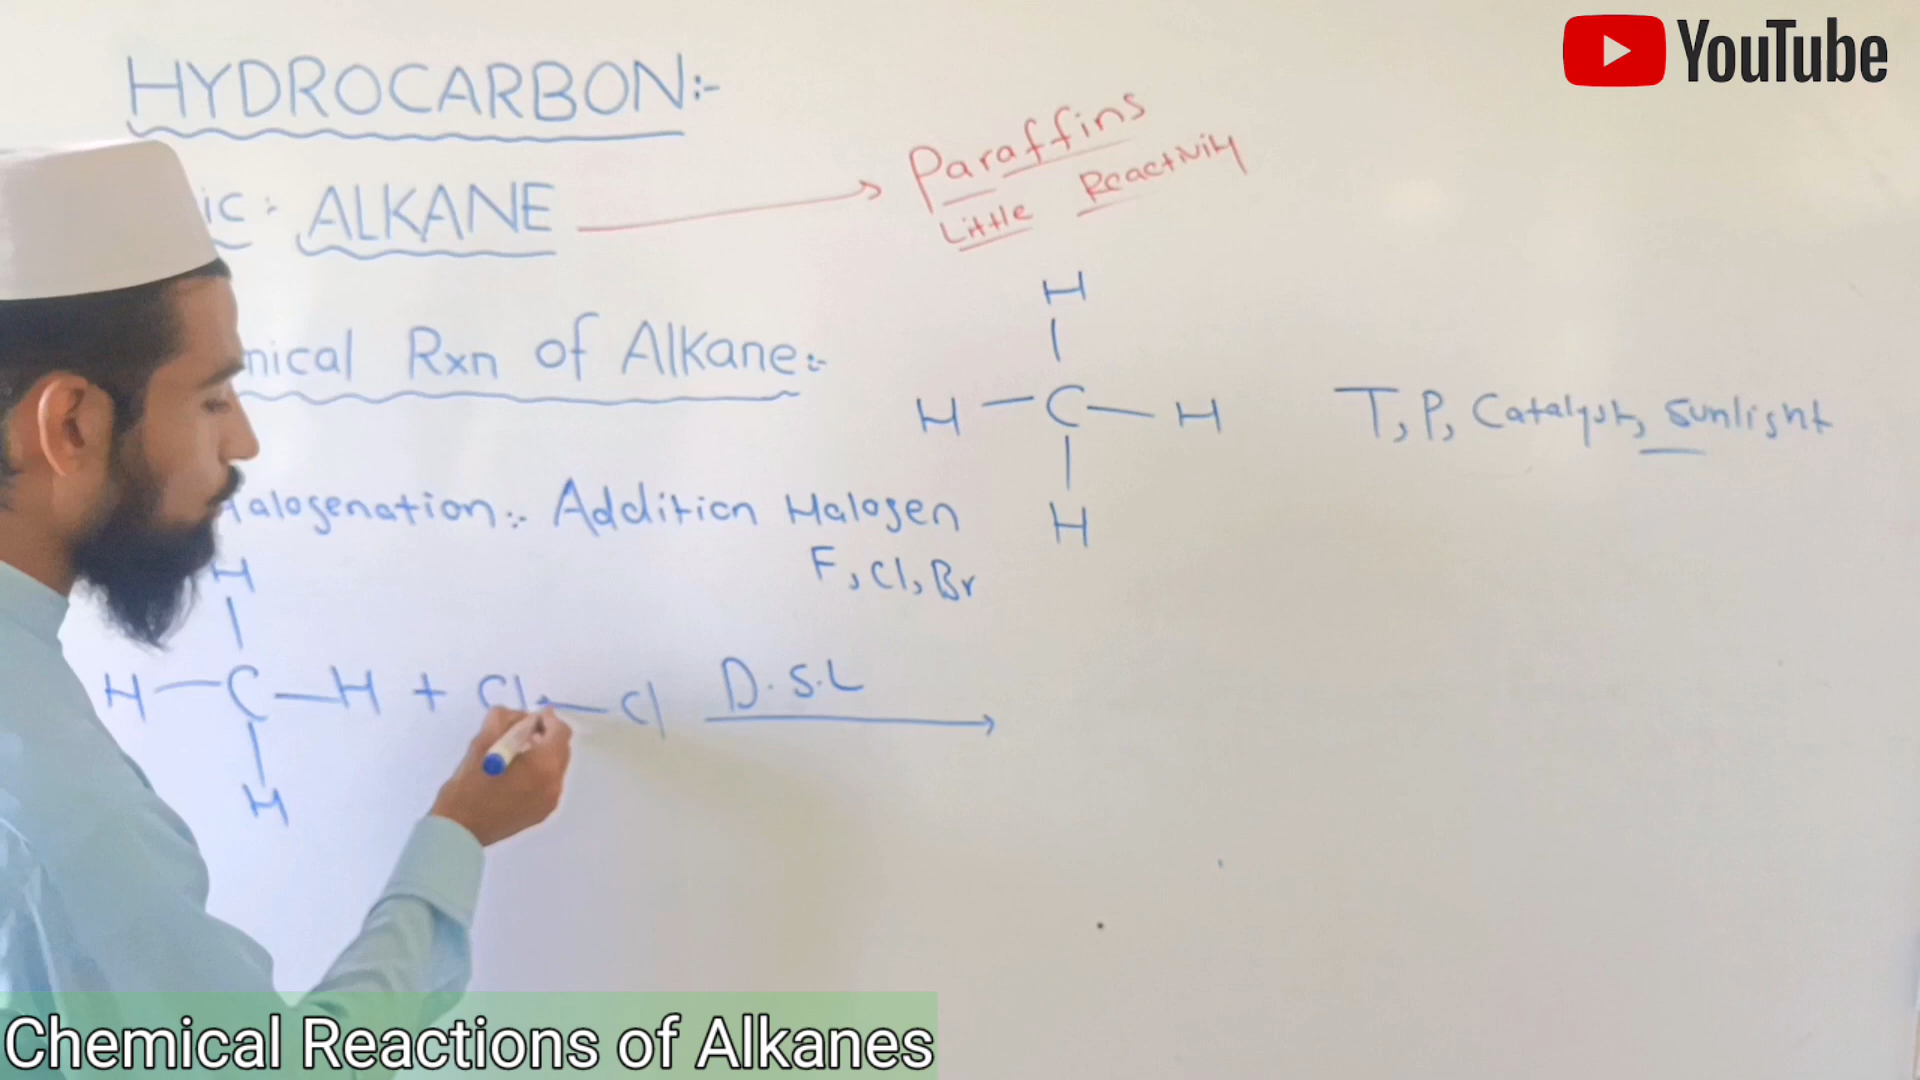 YouTube
HYDROCARBON:-
ic: ALKANE
Paraffins
Little Reactivity
nical Rxn of Alkane:-
H
H - C - H
H
T, P, Catalyst, Sunlight
alogenation:- Addition Halogen
F, Cl, Br
H
H - C - H + Cl - Cl D.S.L
H
Chemical Reactions of Alkanes